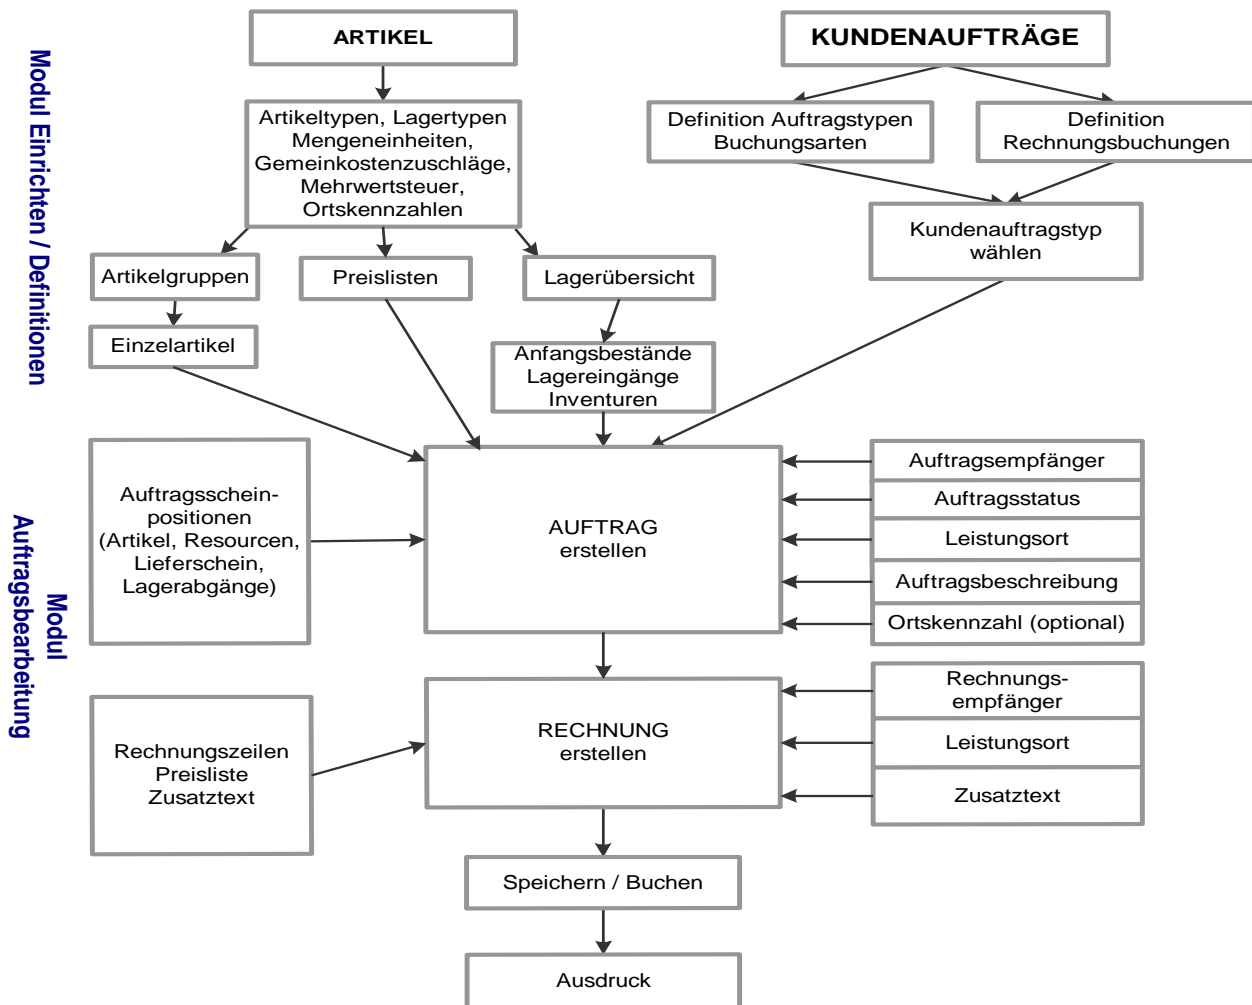 ARTIKEL
KUNDENAUFTRÄGE
Modul Einrichten / Definitionen
Artikeltypen, Lagertypen
Mengeneinheiten,
Gemeinkostenzuschläge,
Mehrwertsteuer,
Ortskennzahlen
Definition Auftragstypen
Buchungsarten
Definition
Rechnungsbuchungen
Kundenauftragstyp
wählen
Artikelgruppen
Preislisten
Lagerübersicht
Einzelartikel
Anfangsbestände
Lagereingänge
Inventuren
Modul
Auftragsbearbeitung
Auftragsschein-
positionen
(Artikel, Resourcen,
Lieferschein,
Lagerabgänge)
AUFTRAG
erstellen
Auftragsempfänger
Auftragsstatus
Leistungsort
Auftragsbeschreibung
Ortskennzahl (optional)
Rechnungszeilen
Preisliste
Zusatztext
RECHNUNG
erstellen
Rechnungs-
empfänger
Leistungsort
Zusatztext
Speichern / Buchen
Ausdruck